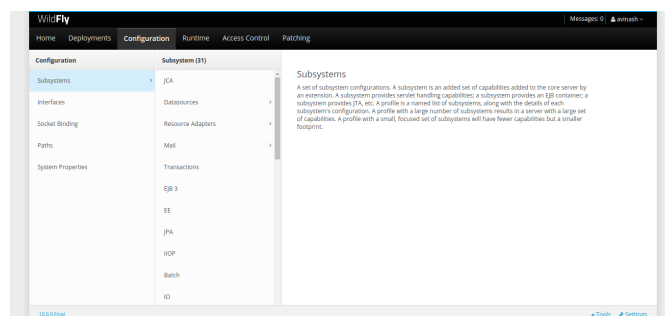 WildFly
Messages: 0 avinash
Home Deployments Configuration Runtime Access Control Patching
Configuration
Subsystems
Interfaces
Socket Binding
Paths
System Properties
Subsystem (31)
JCA
Datasources
Resource Adapters
Mail
Transactions
EJB 3
EE
JPA
IIOP
Batch
IO
Subsystems
A set of subsystem configurations. A subsystem is an added set of capabilities added to the core server by
an extension. A subsystem provides servlet handling capabilities; a subsystem provides an EJB container; a
subsystem provides JTA, etc. A profile is a named list of subsystems, along with the details of each
subsystem's configuration. A profile with a large number of subsystems results in a server with a large set
of capabilities. A profile with a small, focused set of subsystems will have fewer capabilities but a smaller
footprint.
10.0.0.Final
Tools Settings